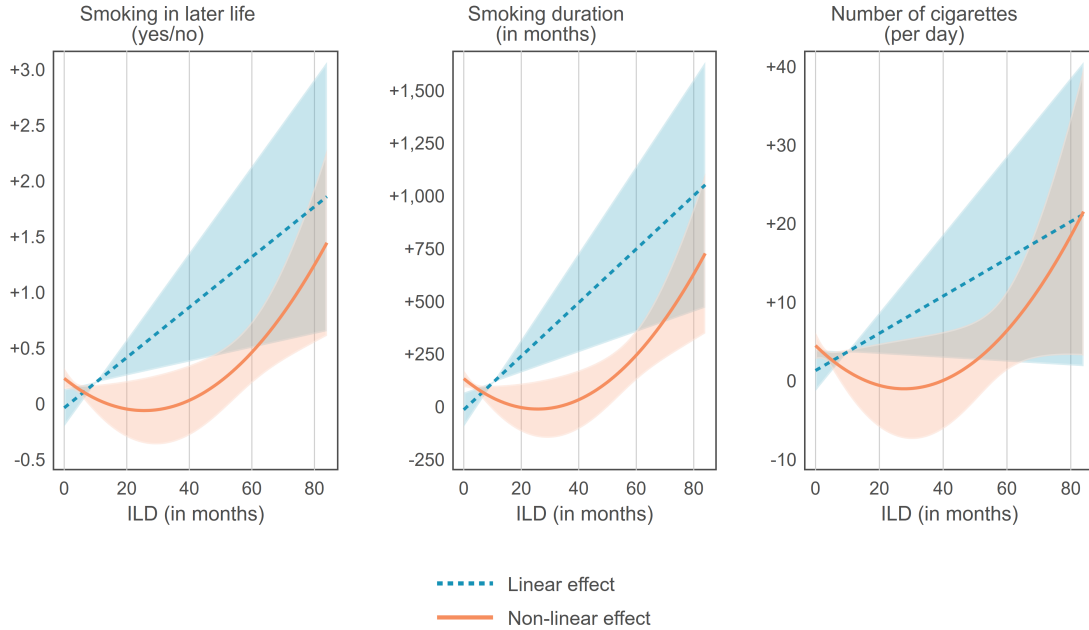 Smoking in later life
(yes/no)
+3.0
+2.5
+2.0
+1.5
+1.0
+0.5
0
-0.5
0 20 40 60 80
ILD (in months)
Smoking duration
(in months)
+1,500
+1,250
+1,000
+750
+500
+250
0
-250
0 20 40 60 80
ILD (in months)
Number of cigarettes
(per day)
+40
+30
+20
+10
0
-10
0 20 40 60 80
ILD (in months)
Linear effect
Non-linear effect